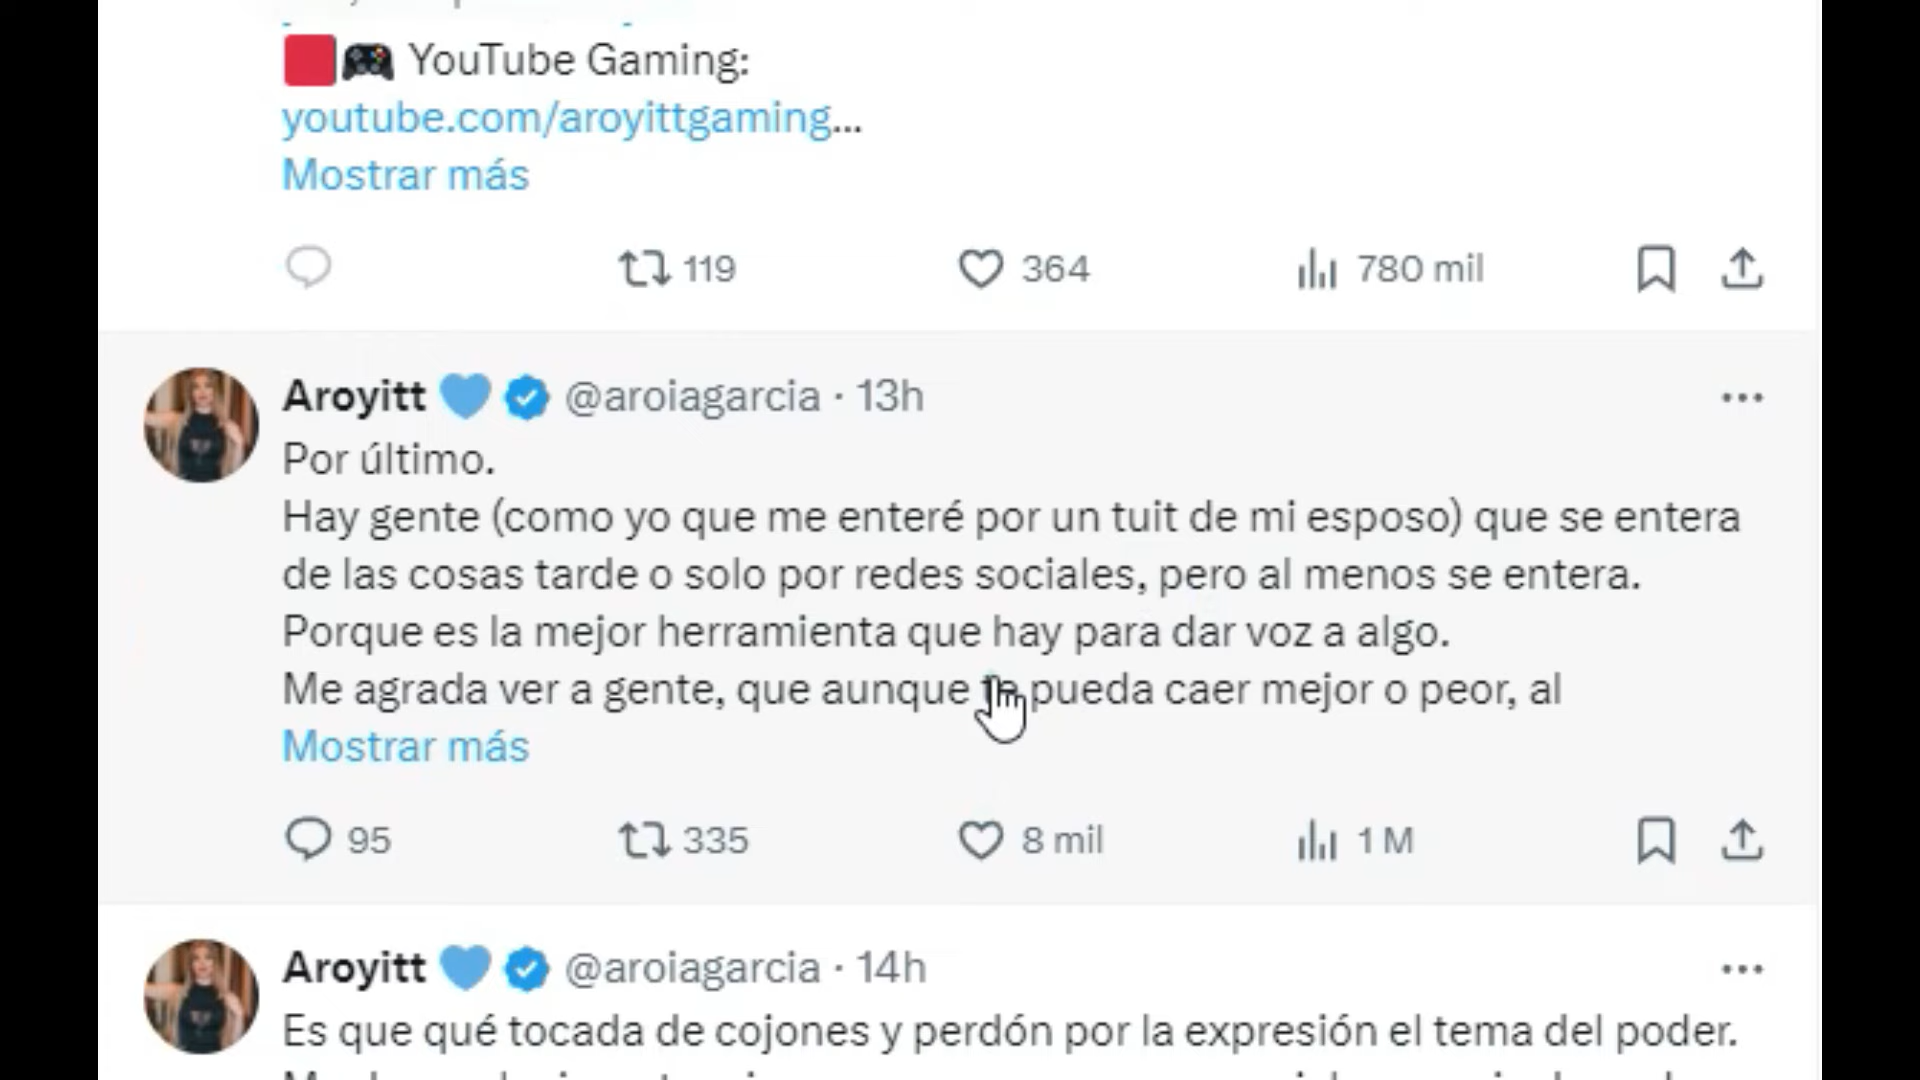 YouTube Gaming:
youtube.com/aroyittgaming...
Mostrar más
119 364 780 mil
Aroyitt @aroiagarcia · 13h
Por último.
Hay gente (como yo que me enteré por un tuit de mi esposo) que se entera
de las cosas tarde o solo por redes sociales, pero al menos se entera.
Porque es la mejor herramienta que hay para dar voz a algo.
Me agrada ver a gente, que aunque pueda caer mejor o peor, al
Mostrar más
95 335 8 mil 1 M
Aroyitt @aroiagarcia · 14h
Es que qué tocada de cojones y perdón por la expresión el tema del poder.